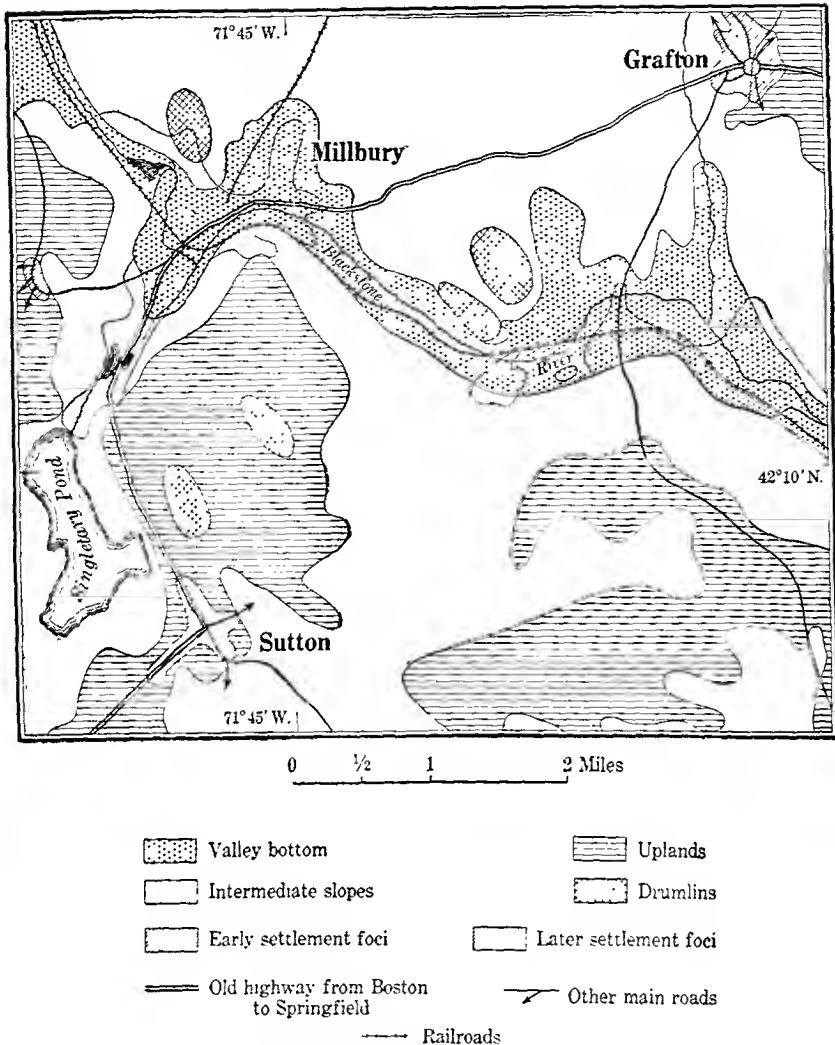 71°45' W.
Grafton
Millbury
Blackstone
River
42°10' N.
Singletary Pond
Sutton
71°45' W.
0 ½ 1 2 Miles
Valley bottom
Uplands
Intermediate slopes
Drumlins
Early settlement foci
Later settlement foci
Old highway from Boston
to Springfield
Other main roads
Railroads